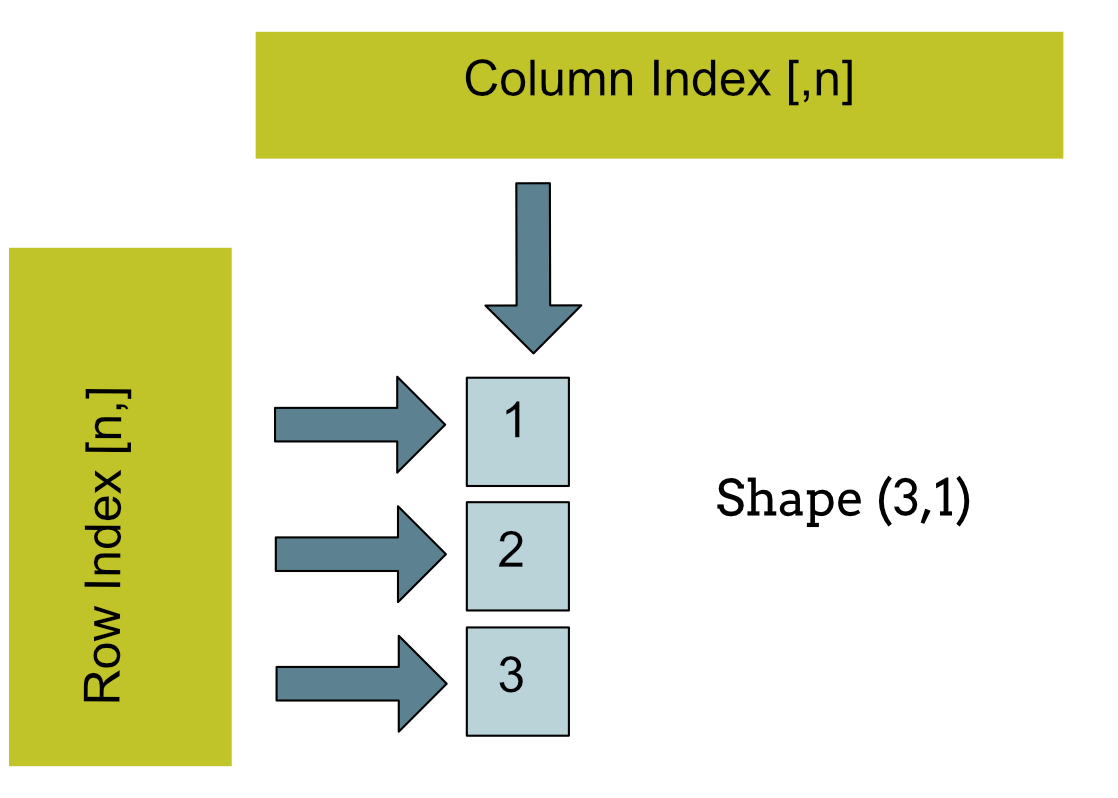 Column Index [,n]
Row Index [n,]
1
2
3
Shape (3,1)